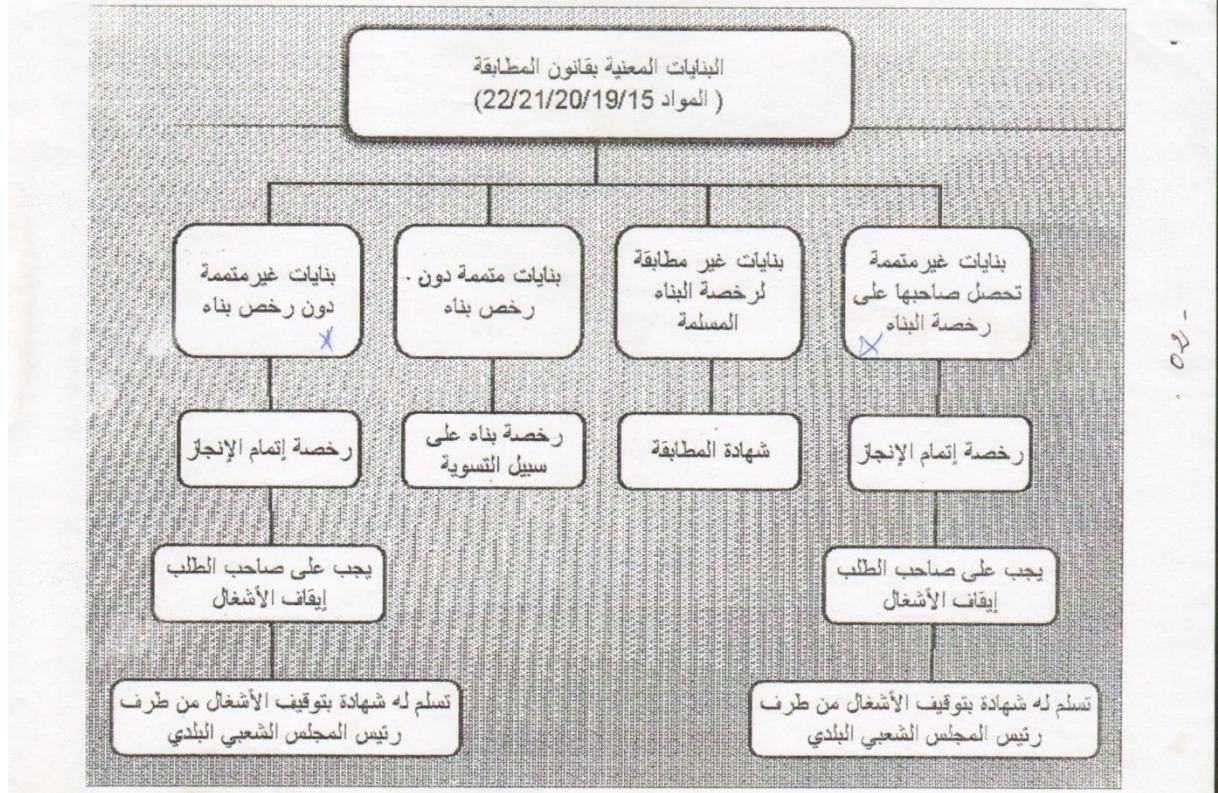 البنايات المعنية بقانون المطابقة
( المواد 22/21/20/19/15)
بنايات غير متممة
تحصل صاحبها على
رخصة البناء
بنايات غير مطابقة
لرخصة البناء
المسلمة
بنايات متممة دون
رخص بناء
بنايات غير متممة
دون رخص بناء
رخصة إتمام الإنجاز
شهادة المطابقة
رخصة بناء على
سبيل التسوية
رخصة إتمام الإنجاز
يجب على صاحب الطلب
إيقاف الأشغال
يجب على صاحب الطلب
إيقاف الأشغال
تسلم له شهادة بتوقيف الأشغال من طرف
رئيس المجلس الشعبي البلدي
تسلم له شهادة بتوقيف الأشغال من طرف
رئيس المجلس الشعبي البلدي
- 02 -